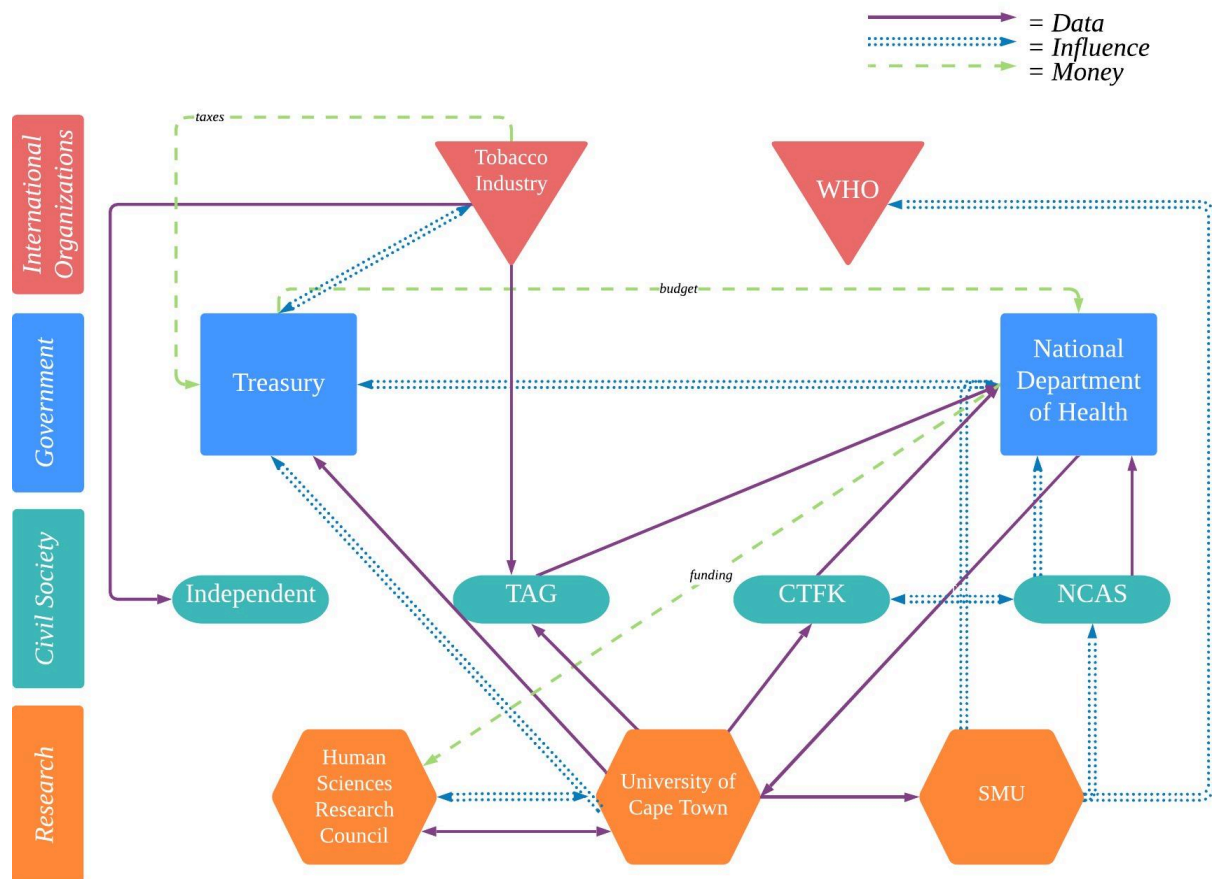 = Data
= Influence
= Money
International
Organizations
taxes
Tobacco
Industry
WHO
budget
Government
Treasury
National
Department
of Health
Civil Society
funding
Independent
TAG
CTFK
NCAS
Research
Human
Sciences
Research
Council
University of
Cape Town
SMU